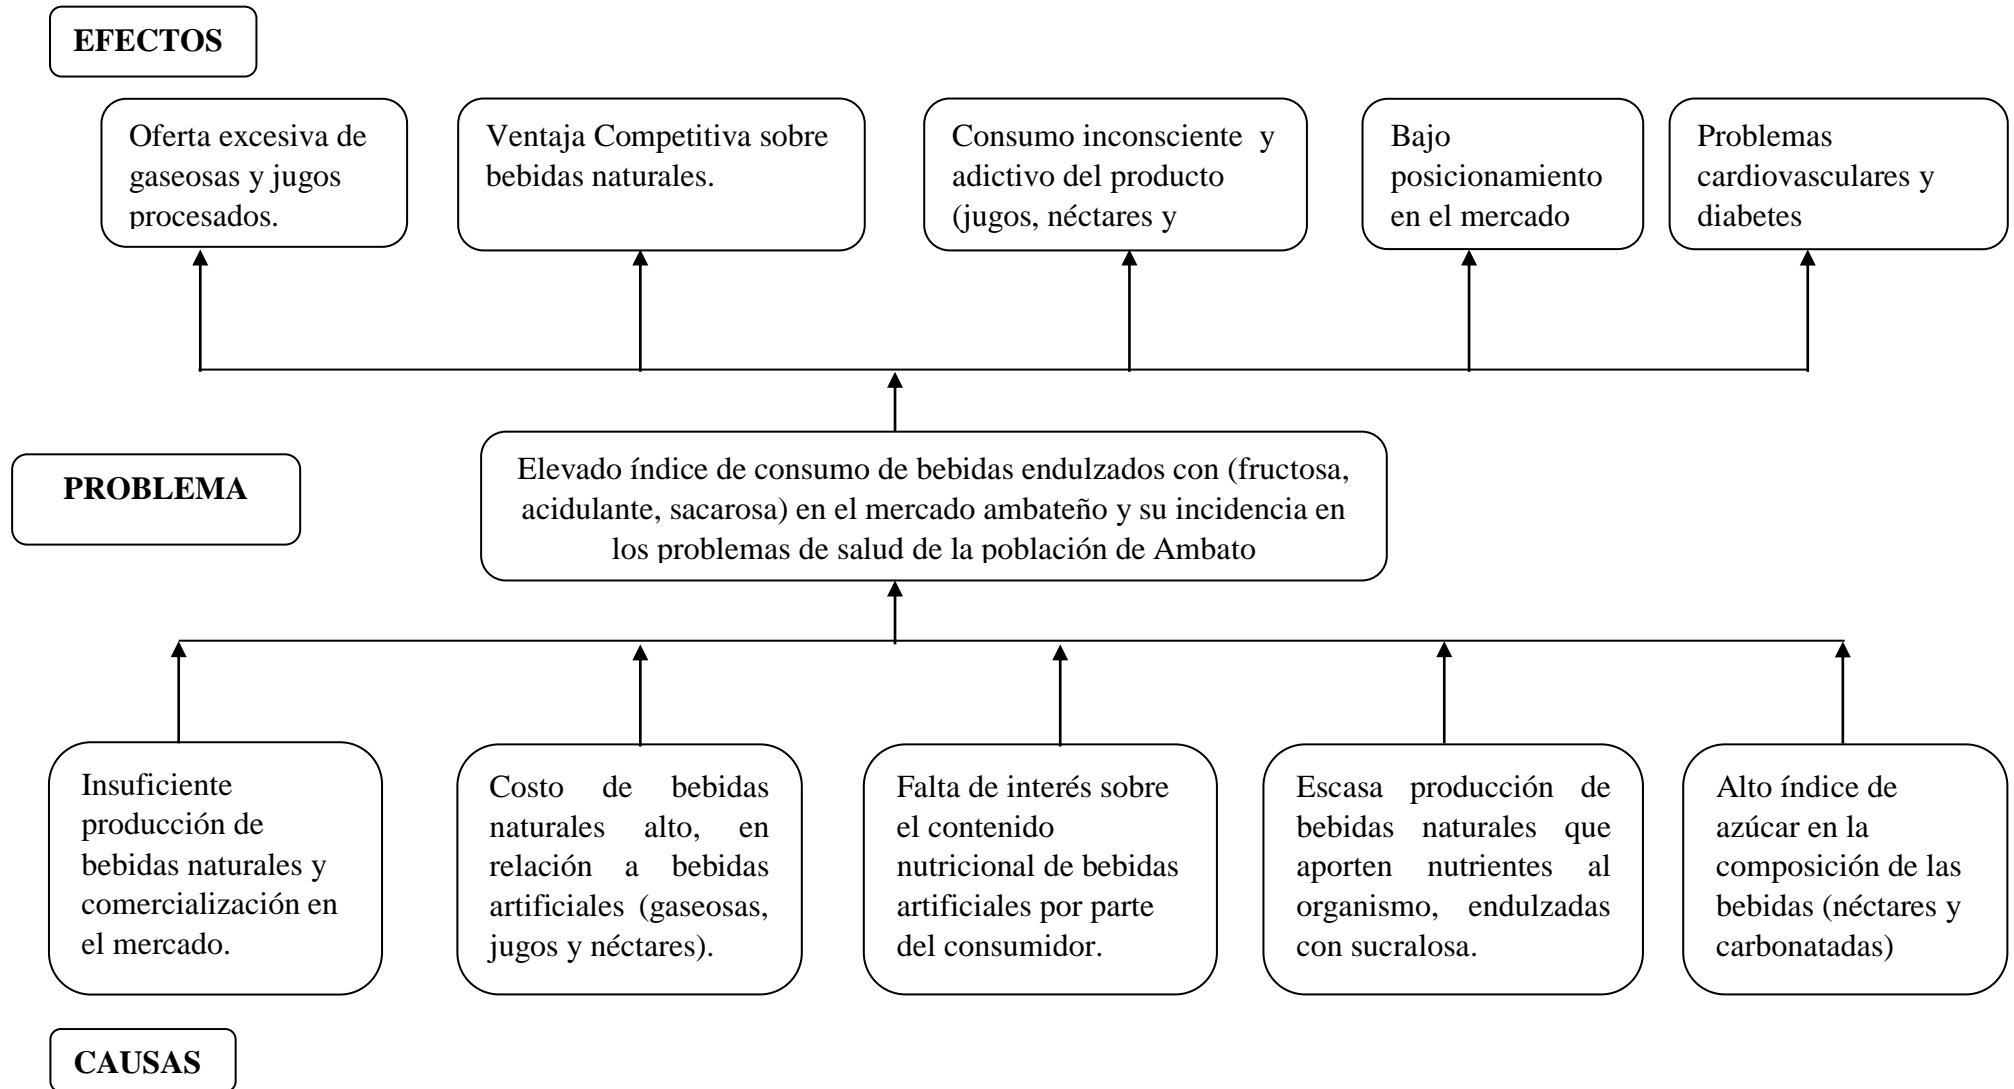 EFECTOS
Oferta excesiva de
gaseosas y jugos
procesados.
Ventaja Competitiva sobre
bebidas naturales.
Consumo inconsciente y
adictivo del producto
(jugos, néctares y
Bajo
posicionamiento
en el mercado
Problemas
cardiovasculares y
diabetes
PROBLEMA
Elevado índice de consumo de bebidas endulzados con (fructosa,
acidulante, sacarosa) en el mercado ambateño y su incidencia en
los problemas de salud de la población de Ambato
Insuficiente
producción de
bebidas naturales y
comercialización en
el mercado.
Costo de bebidas
naturales alto, en
relación a bebidas
artificiales (gaseosas,
jugos y néctares).
Falta de interés sobre
el contenido
nutricional de bebidas
artificiales por parte
del consumidor.
Escasa producción de
bebidas naturales que
aporten nutrientes al
organismo, endulzadas
con sucralosa.
Alto índice de
azúcar en la
composición de las
bebidas (néctares y
carbonatadas)
CAUSAS